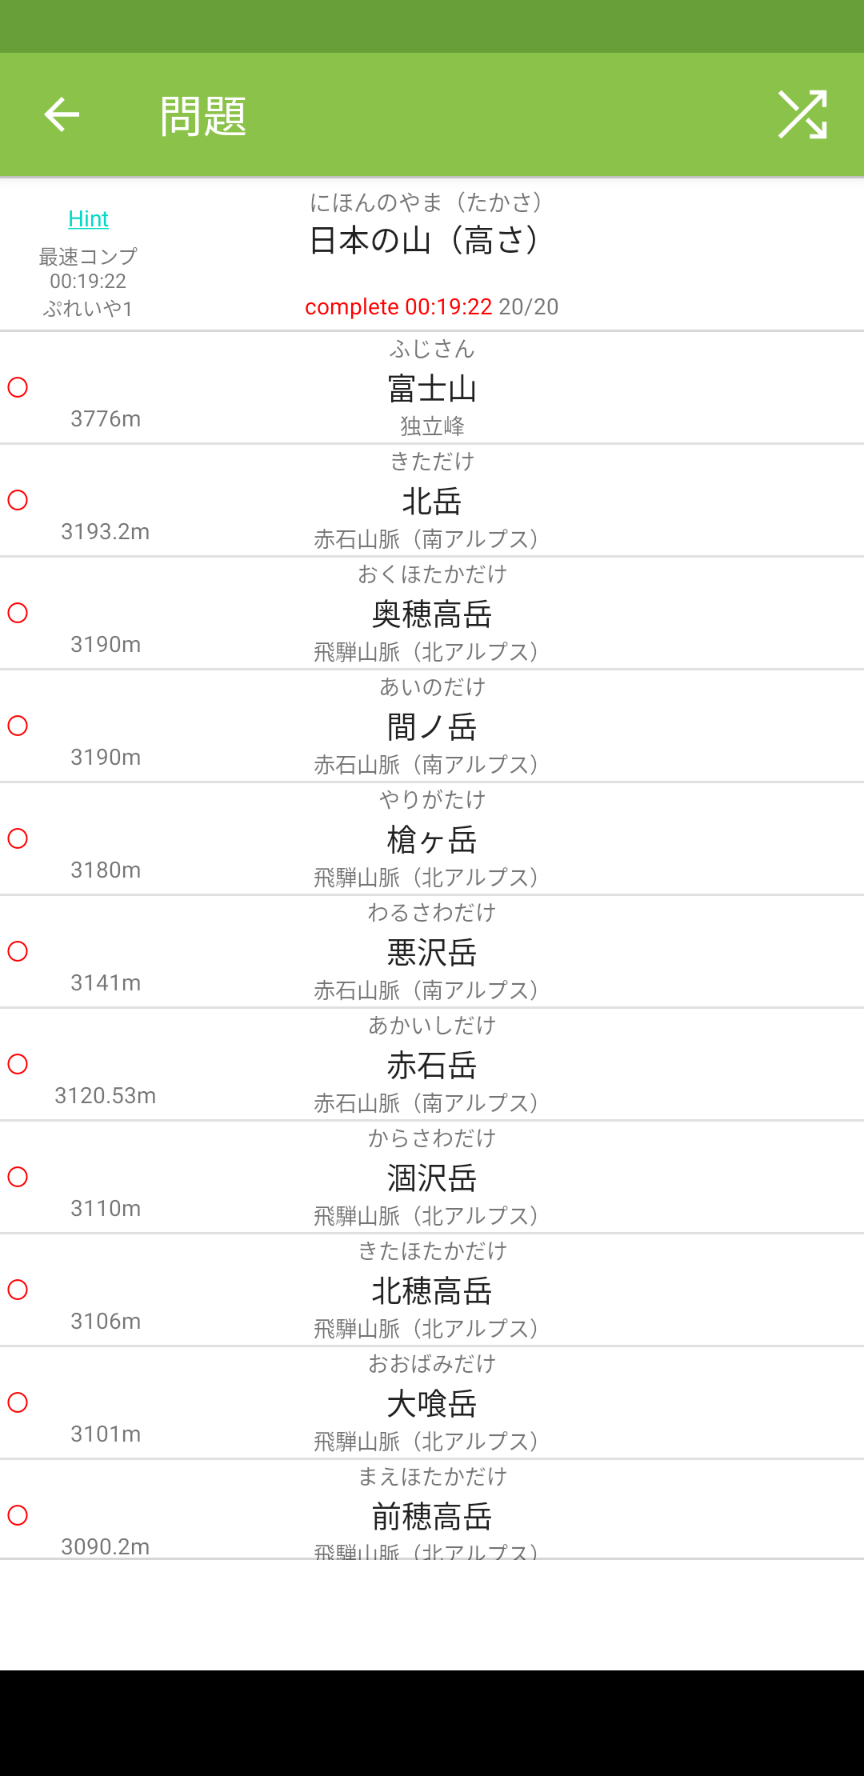 問題
Hint
最速コンプ
00:19:22
ぷれいや1
にほんのやま（たかさ）
日本の山（高さ）
complete 00:19:22 20/20
ふじさん
富士山
3776m
独立峰
きただけ
北岳
3193.2m
赤石山脈（南アルプス）
おくほたかだけ
奥穂高岳
3190m
飛騨山脈（北アルプス）
あいのだけ
間ノ岳
3190m
赤石山脈（南アルプス）
やりがたけ
槍ヶ岳
3180m
飛騨山脈（北アルプス）
わるさわだけ
悪沢岳
3141m
赤石山脈（南アルプス）
あかいしだけ
赤石岳
3120.53m
赤石山脈（南アルプス）
からさわだけ
涸沢岳
3110m
飛騨山脈（北アルプス）
きたほたかだけ
北穂高岳
3106m
飛騨山脈（北アルプス）
おおばみだけ
大喰岳
3101m
飛騨山脈（北アルプス）
まえほたかだけ
前穂高岳
3090.2m
飛騨山脈（北アルプス）